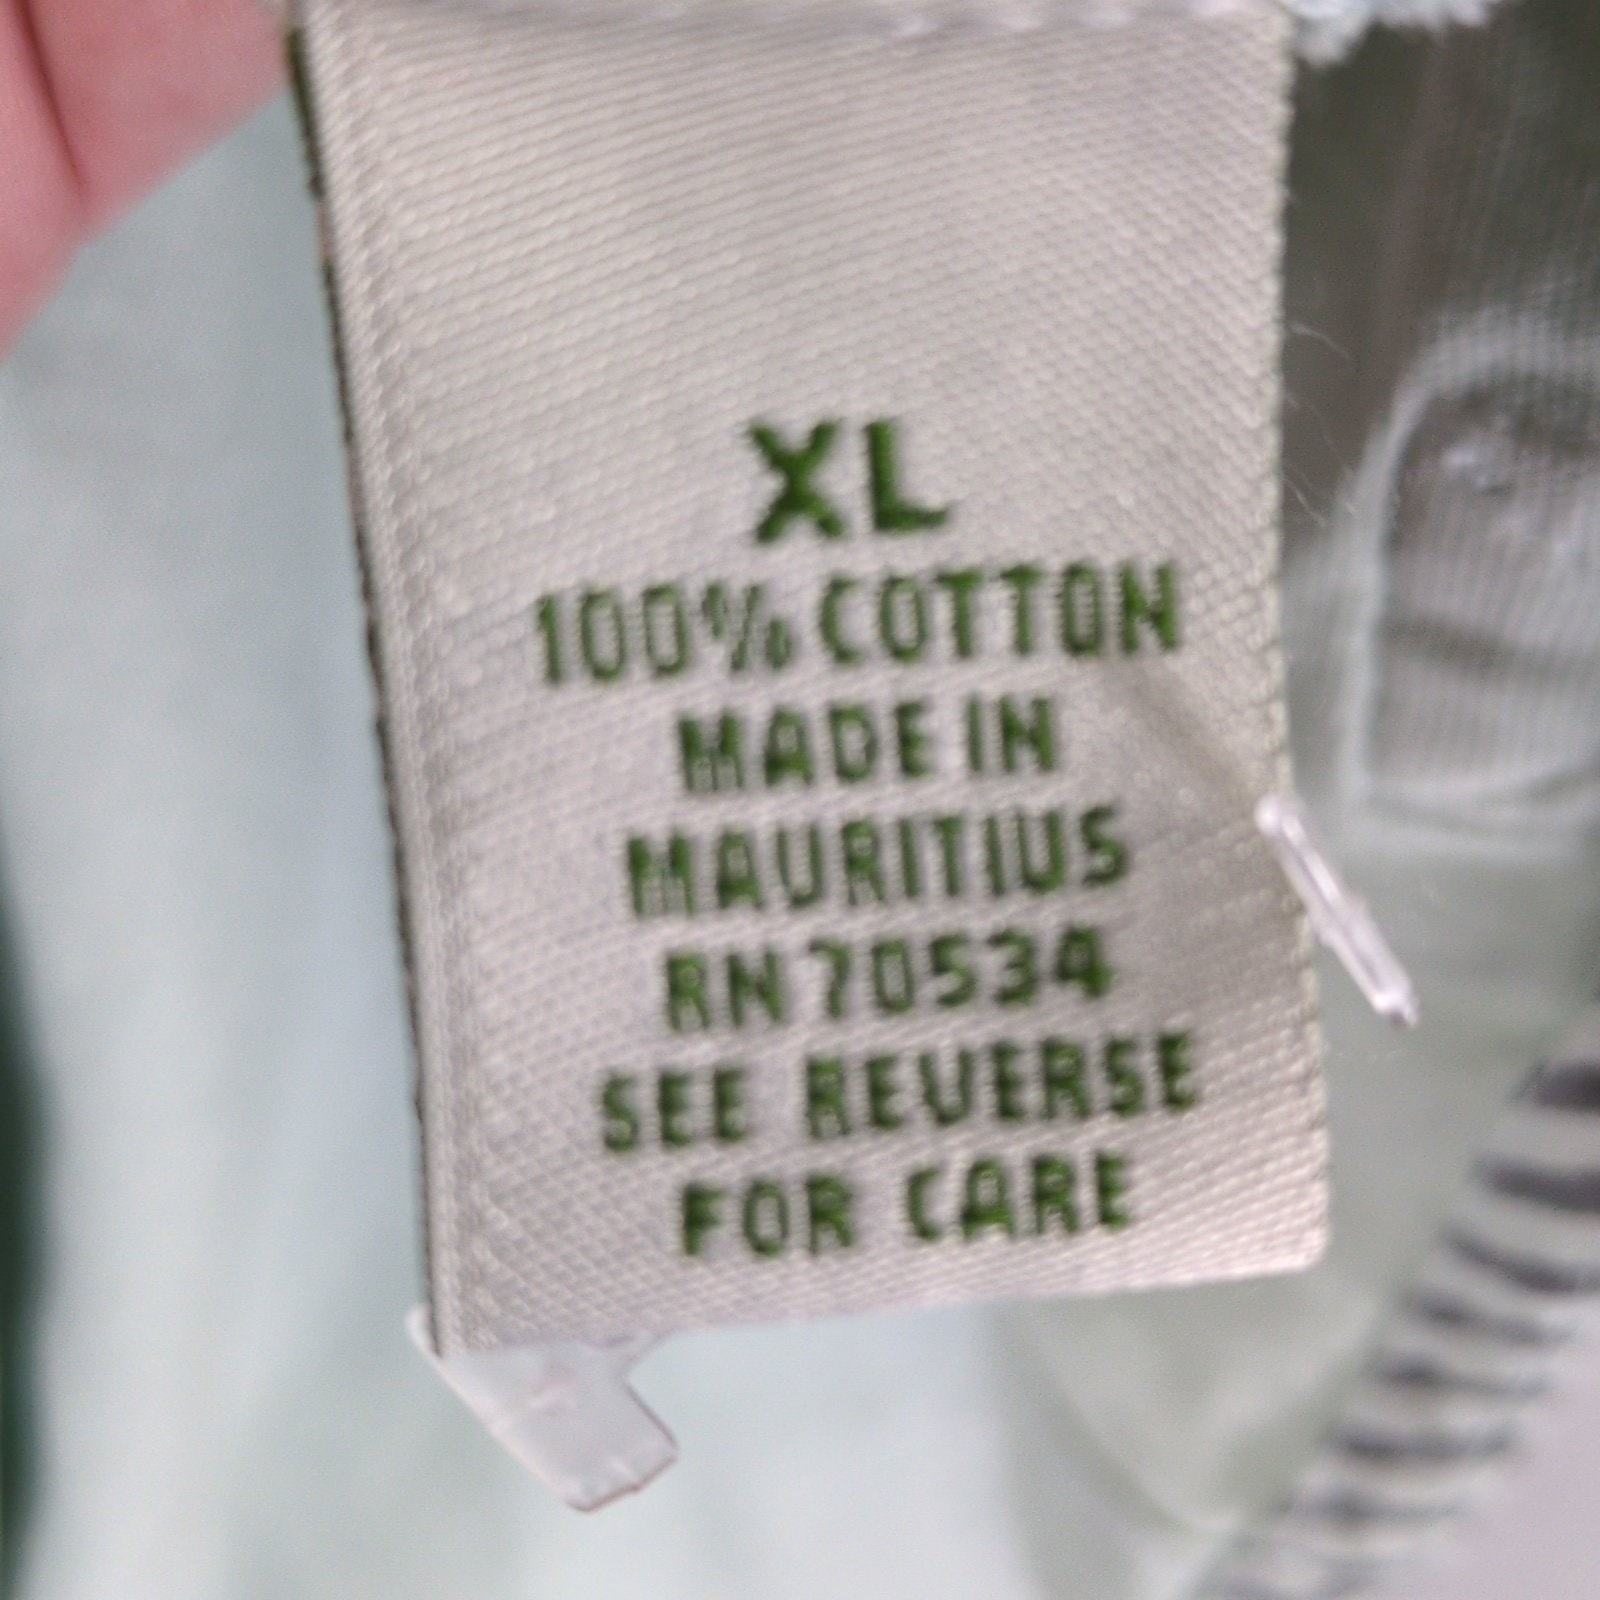 XL
100% COTTON
MADE IN
MAURITIUS
RN 70534
SEE REVERSE
FOR CARE